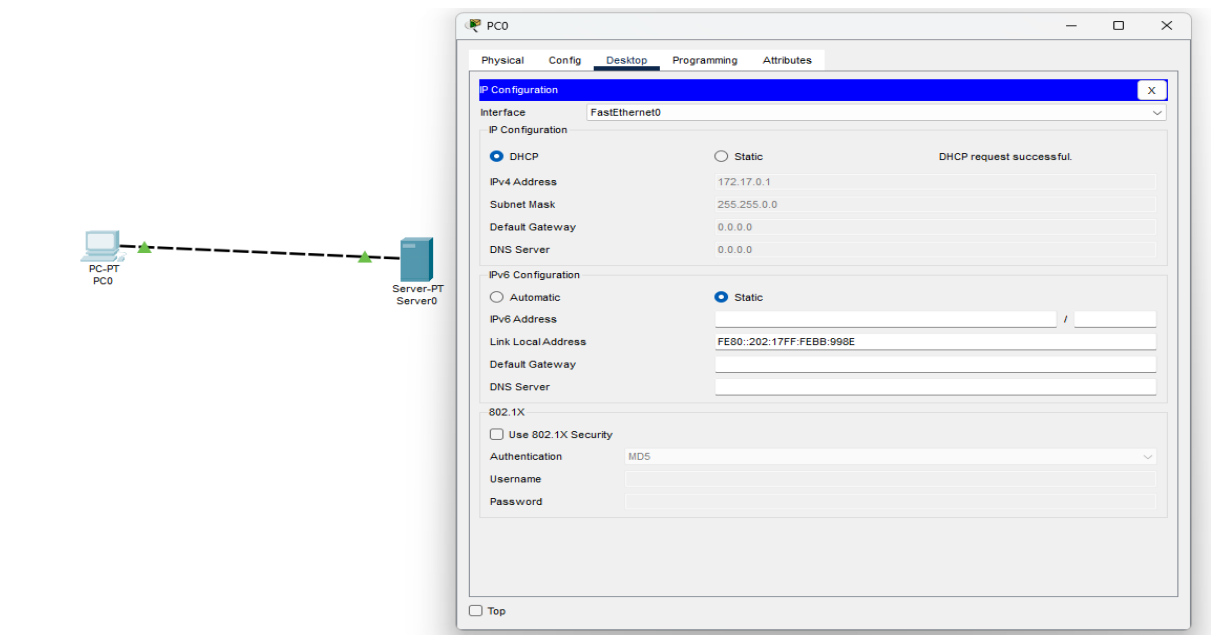 PC0
Physical Config Desktop Programming Attributes
IP Configuration X
Interface FastEthernet0
IP Configuration
DHCP Static DHCP request successful.
IPv4 Address 172.17.0.1
Subnet Mask 255.255.0.0
Default Gateway 0.0.0.0
DNS Server 0.0.0.0
IPv6 Configuration
Automatic Static
IPv6 Address /
Link Local Address FE80::202:17FF:FEBB:998E
Default Gateway
DNS Server
802.1X
Use 802.1X Security
Authentication MD5
Username
Password
Top
PC-PT
PC0
Server-PT
Server0